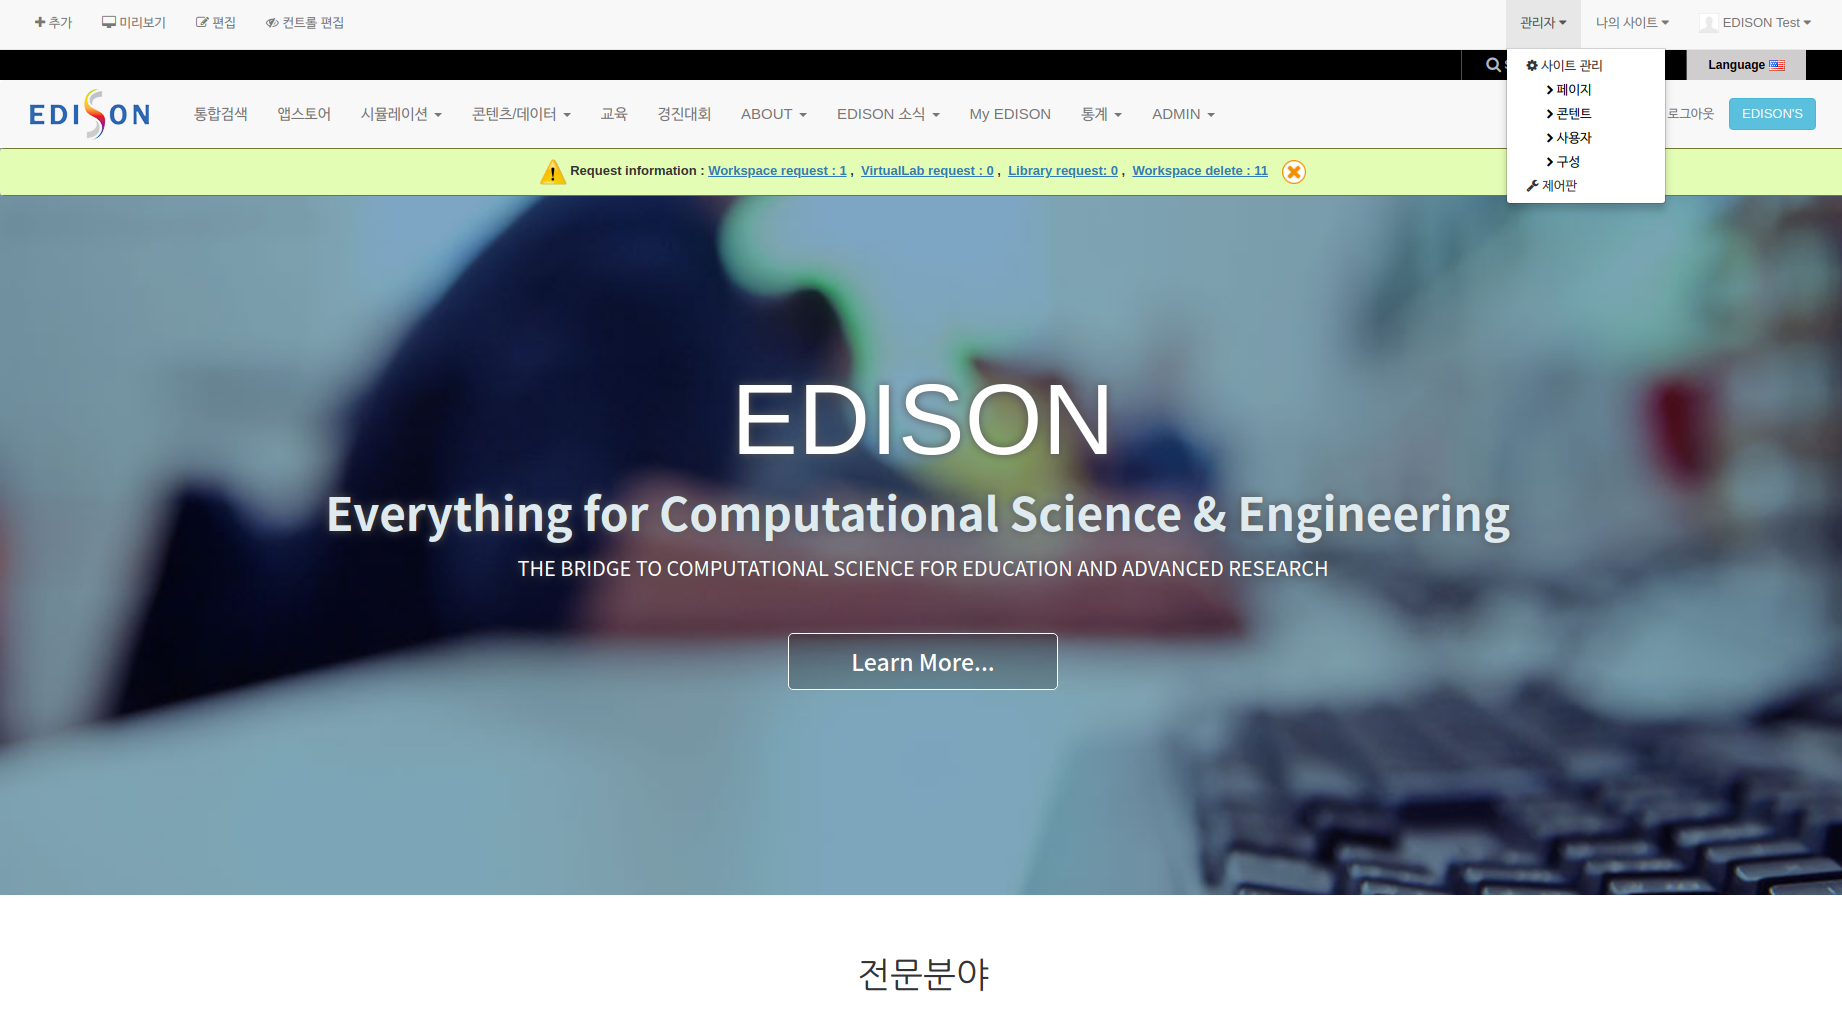 추가 미리보기 편집 컨트롤 편집 관리자 나의 사이트 EDISON Test
Language
사이트 관리
페이지
콘텐트
사용자
구성
제어판
EDISON 통합검색 앱스토어 시뮬레이션 콘텐츠/데이터 교육 경진대회 ABOUT EDISON 소식 My EDISON 통계 ADMIN 로그아웃 EDISON'S
Request information : Workspace request : 1 , VirtualLab request : 0 , Library request: 0 , Workspace delete : 11
EDISON
Everything for Computational Science & Engineering
THE BRIDGE TO COMPUTATIONAL SCIENCE FOR EDUCATION AND ADVANCED RESEARCH
Learn More...
전문분야